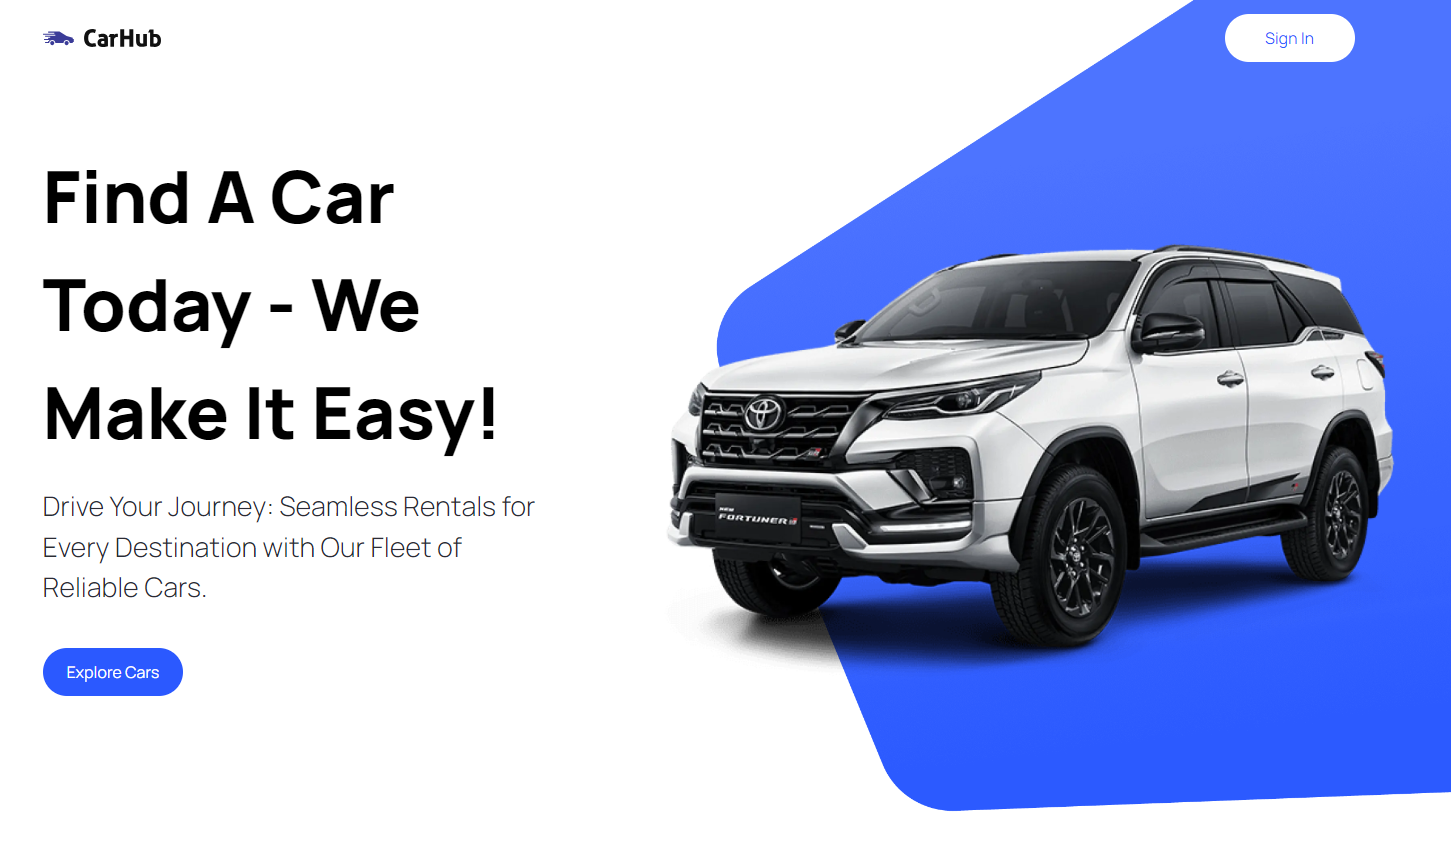 CarHub
Sign In
Find A Car
Today - We
Make It Easy!
Drive Your Journey: Seamless Rentals for
Every Destination with Our Fleet of
Reliable Cars.
Explore Cars
NEW
FORTUNER